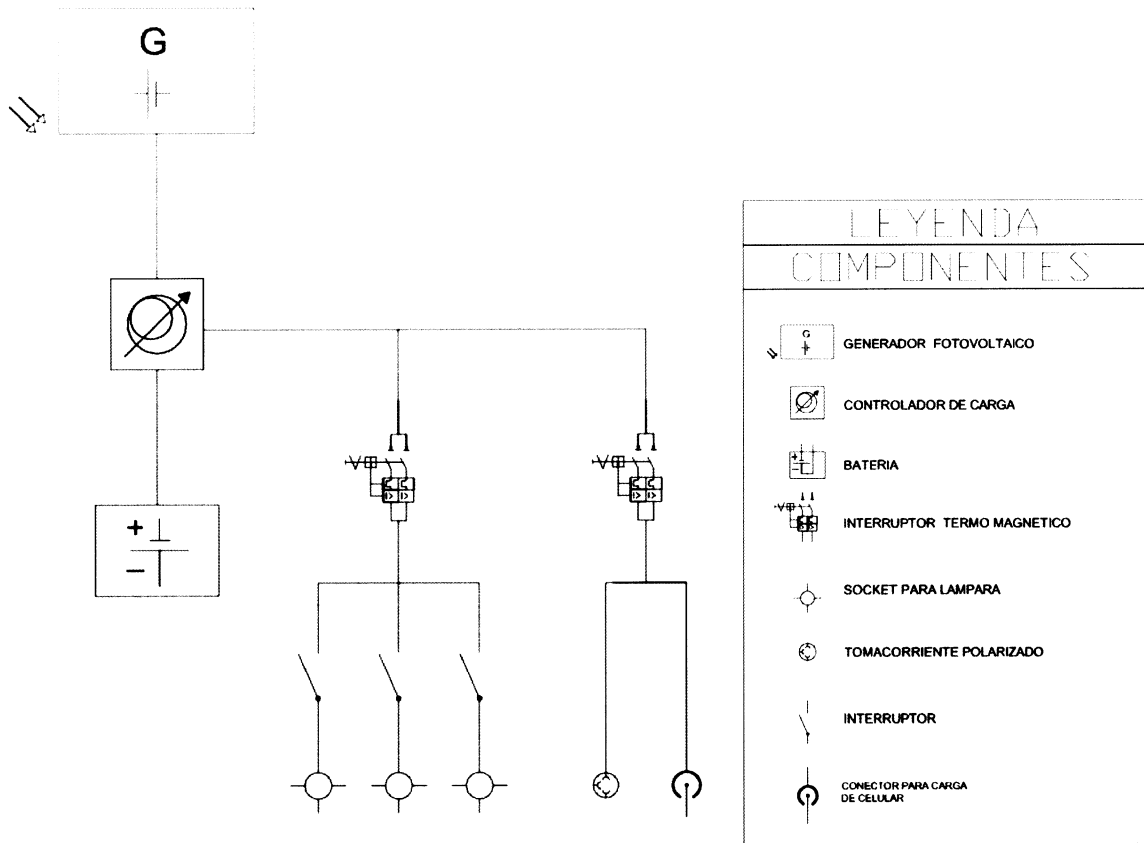 G
+
−
LEYENDA
COMPONENTES
G
GENERADOR FOTOVOLTAICO
CONTROLADOR DE CARGA
+
−
BATERIA
INTERRUPTOR TERMO MAGNETICO
SOCKET PARA LAMPARA
TOMACORRIENTE POLARIZADO
INTERRUPTOR
CONECTOR PARA CARGA
DE CELULAR